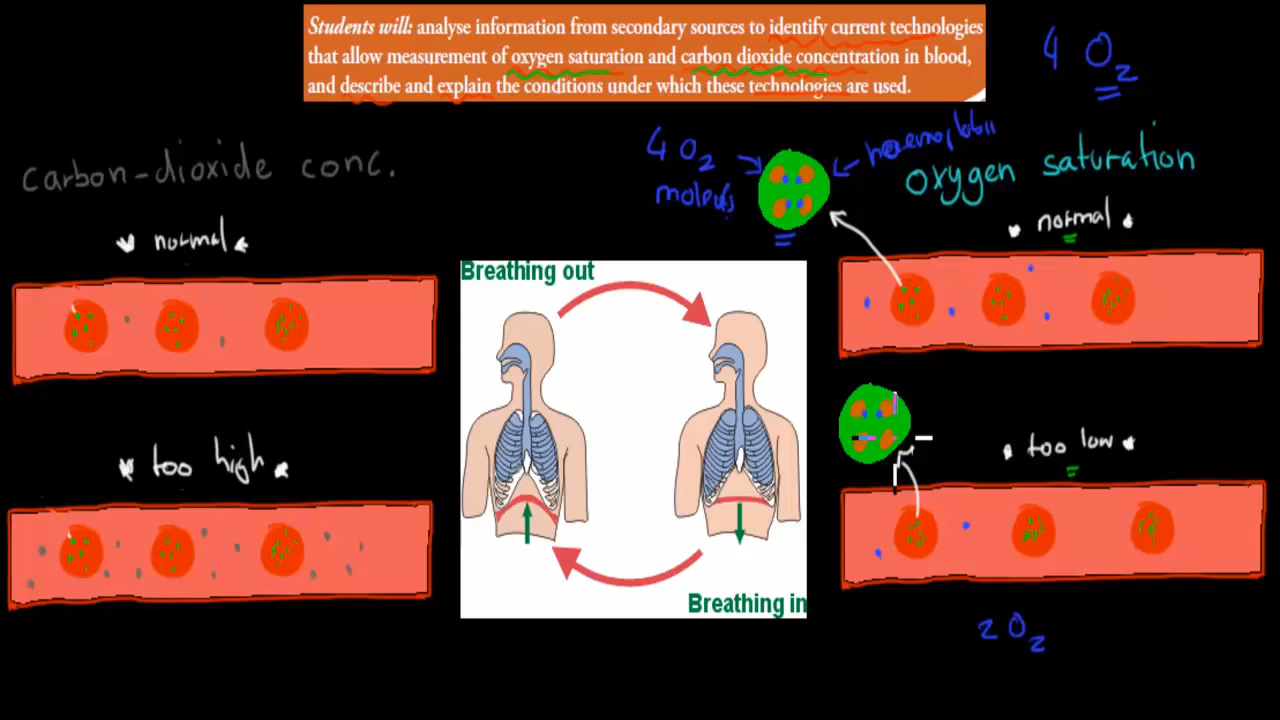 Students will: analyse information from secondary sources to identify current technologies
that allow measurement of oxygen saturation and carbon dioxide concentration in blood,
and describe and explain the conditions under which these technologies are used.
4 O2
carbon-dioxide conc.
normal
4 O2
oxygen saturation
normal
Breathing out
too high
too low
Breathing in
2 O2